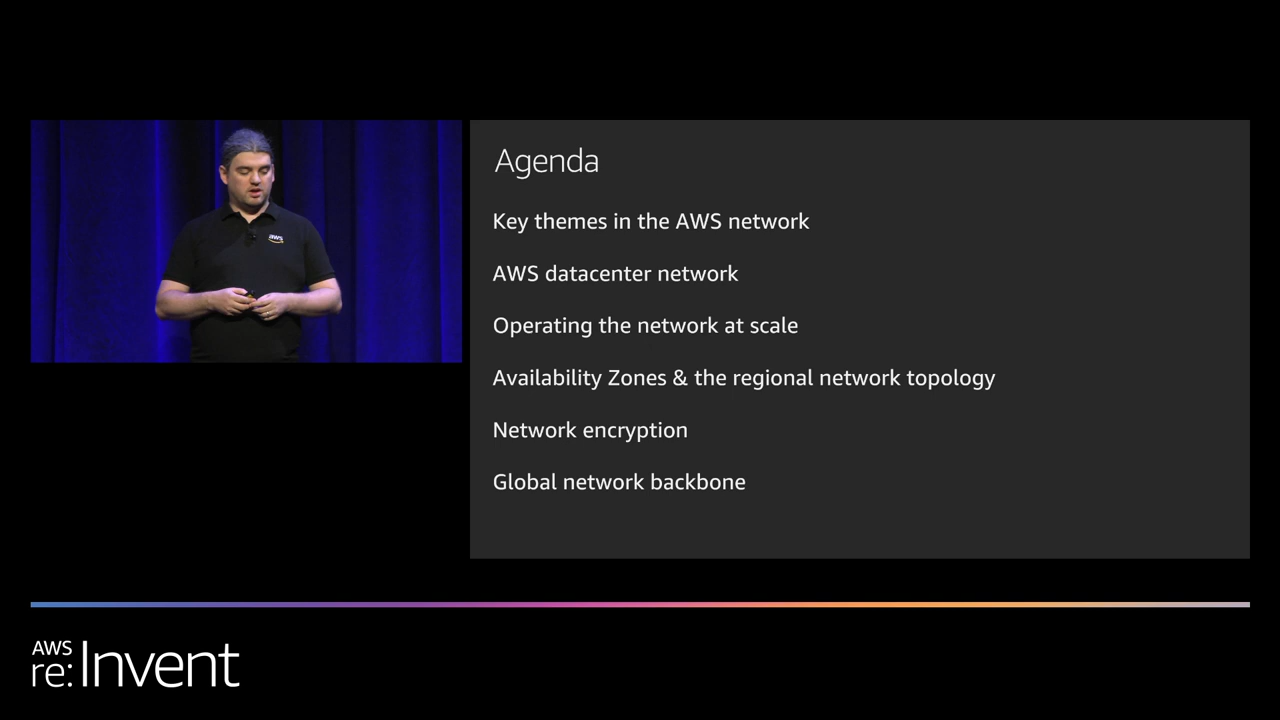 aws
Agenda
Key themes in the AWS network
AWS datacenter network
Operating the network at scale
Availability Zones & the regional network topology
Network encryption
Global network backbone
AWS
re:Invent